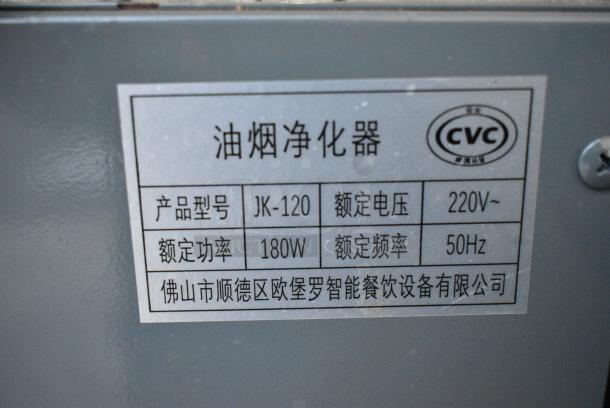 油烟净化器
CVC
产品型号 JK-120 额定电压 220V~
额定功率 180W 额定频率 50Hz
佛山市顺德区欧堡罗智能餐饮设备有限公司